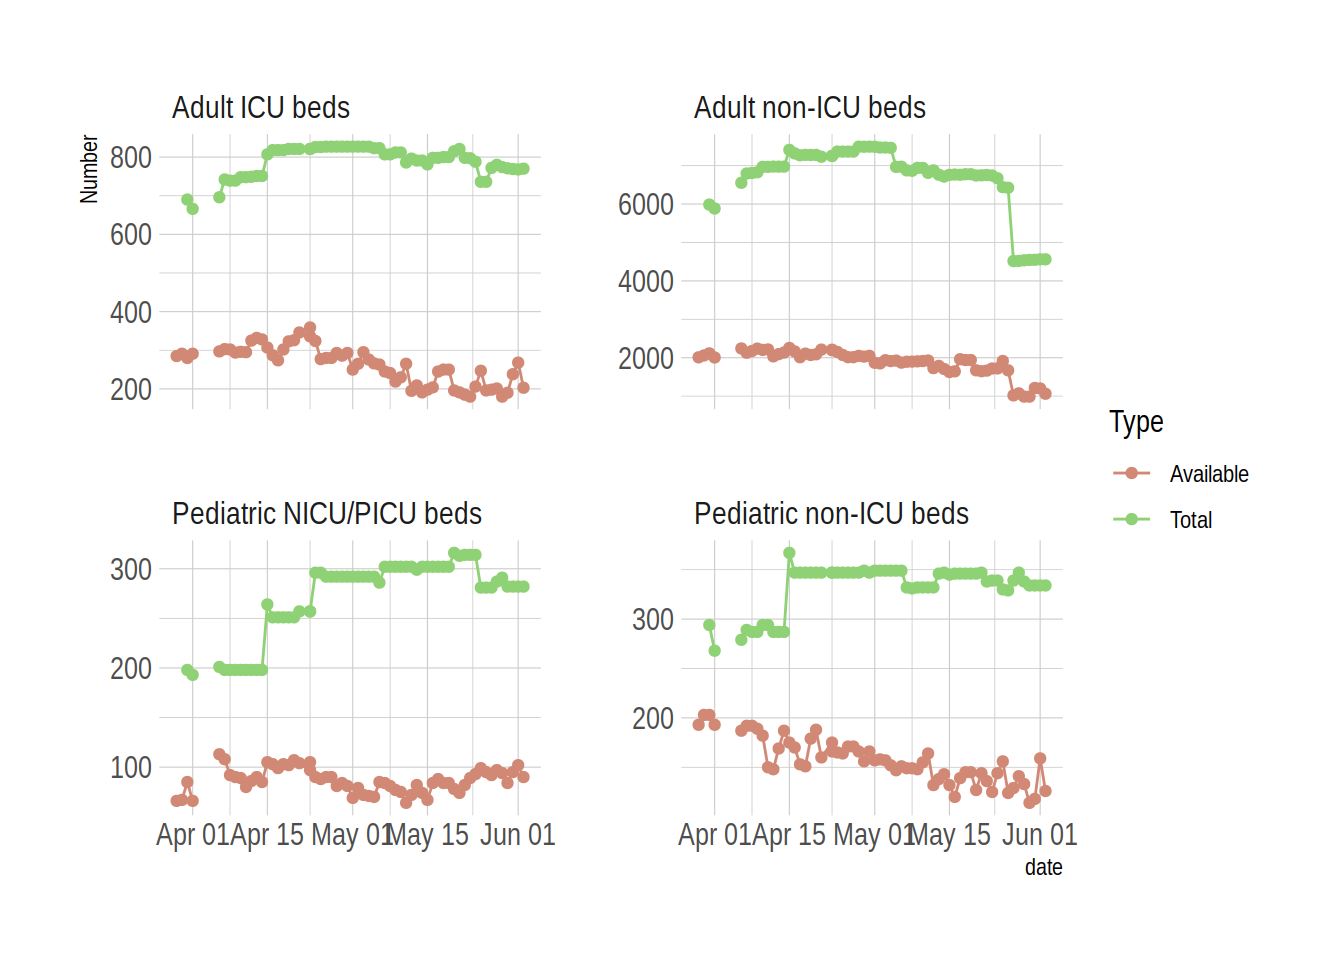 Adult ICU beds
Adult non-ICU beds
Number
800
600
400
200
6000
4000
2000
Type
Available
Total
Pediatric NICU/PICU beds
Pediatric non-ICU beds
300
200
100
300
200
Apr 01 Apr 15 May 01 May 15 Jun 01
Apr 01 Apr 15 May 01 May 15 Jun 01
date